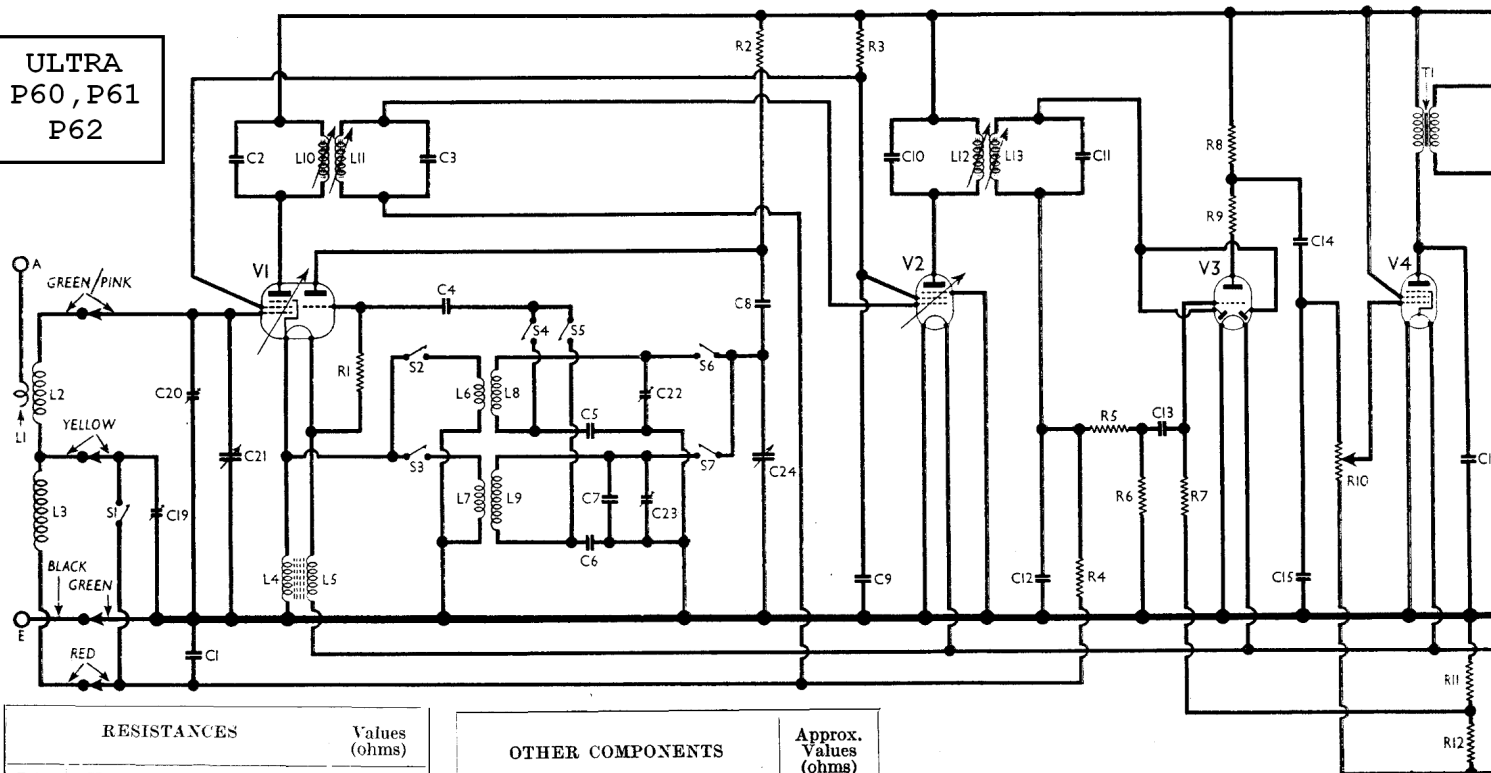 ULTRA
P60,P61
P62
R2
R3
T1
C2
L10
L11
C3
C10
L12
L13
C11
R8
R9
A
GREEN/PINK
V1
C4
C8
V2
V3
C14
V4
S4
S5
S2
R1
S6
L2
C20
L6
L8
C22
L1
C5
R5
C13
YELLOW
C21
S3
S7
C24
R10
C1
L3
S1
C19
L7
L9
C7
C23
R6
R7
C6
BLACK
GREEN
L4
L5
C9
C12
R4
C15
E
RED
C1
R11
R12
RESISTANCES
Values
(ohms)
OTHER COMPONENTS
Approx.
Values
(ohms)